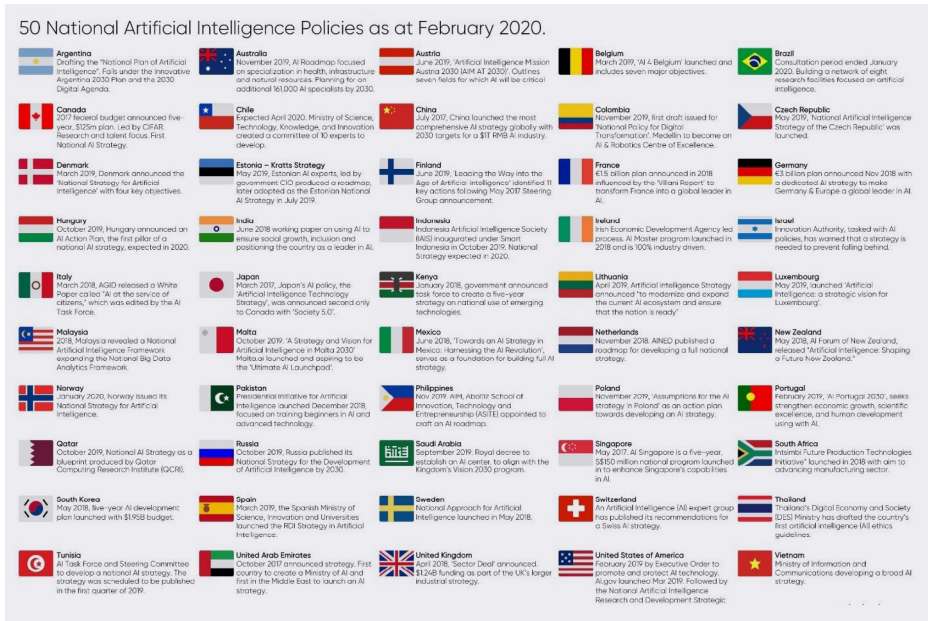 50 National Artificial Intelligence Policies as at February 2020.
Argentina
Drafting the "National Plan of Artificial
Intelligence". Falls under the Innovative
Argentina 2030 Plan and the 2030
Digital Agenda.
Australia
November 2019, AI Roadmap focused
on specialization in health, infrastructure
and natural resources. Planning for an
additional 161,000 AI specialists by 2030.
Austria
June 2019, 'Artificial Intelligence Mission
Austria 2030 (AIM AT 2030)'. Outlines
seven fields for which AI will be critical
Belgium
March 2019, 'AI 4 Belgium' launched and
includes seven major objectives.
Brazil
Consultation period ended January
2020. Building a network of eight
research facilities focused on artificial
intelligence.
Canada
2017 federal budget announced five-
year, $125m plan. Led by CIFAR.
Research and talent focus. First
National AI Strategy.
Chile
Expected April 2020. Ministry of Science,
Technology, Knowledge, and Innovation
created a committee of 10 experts to
develop.
China
July 2017, China launched the most
comprehensive AI strategy globally with
2030 targets for a $1T RMB AI industry.
Colombia
November 2019, first draft issued for
'National Policy for Digital
Transformation'. Medellin to become an
AI & Robotics Centre of Excellence.
Czech Republic
May 2019, 'National Artificial Intelligence
Strategy of the Czech Republic' was
launched.
Denmark
March 2019, Denmark announced the
'National Strategy for Artificial
Intelligence' with four key objectives.
Estonia – Kratts Strategy
May 2019, Estonian AI experts, led by
government CIO produced a roadmap,
later adopted as the Estonian National
AI Strategy in July 2019.
Finland
June 2019, 'Leading the Way into the
Age of Artificial Intelligence' identified 11
key actions following May 2017 Steering
Group announcement.
France
€1.5 billion plan announced in 2018
influenced by the 'Villani Report' to
transform France into a global leader in
AI.
Germany
€3 billion plan announced Nov 2018 with
a dedicated AI strategy to make
Germany & Europe a global leader in AI.
Hungary
October 2019, Hungary announced an
AI Action Plan, the first pillar of a
national AI strategy, expected in 2020.
India
June 2018 working paper on using AI to
ensure social growth, inclusion and
positioning the country as a leader in AI.
Indonesia
Indonesia Artificial Intelligence Society
(IAIS) inaugurated under Smart
Indonesia in October 2019. National
Strategy expected in 2020.
Ireland
Irish Economic Development Agency led
process. AI Master program launched in
2018 and is 100% industry driven.
Israel
Innovation Authority, tasked with AI
policies, has warned that a strategy is
needed to prevent falling behind.
Italy
March 2018, AGID released a White
Paper called "AI at the service of
citizens," which was edited by the AI
Task Force.
Japan
March 2017, Japan's AI policy, the
'Artificial Intelligence Technology
Strategy', was announced second only
to Canada with 'Society 5.0'.
Kenya
January 2018, government announced
task force to create a five-year
strategy on national use of emerging
technologies.
Lithuania
April 2019, Artificial Intelligence Strategy
announced "to modernize and expand
the current AI ecosystem and ensure
that the nation is ready"
Luxembourg
May 2019, launched 'Artificial
Intelligence: a strategic vision for
Luxembourg'.
Malaysia
2018, Malaysa revealed a National
Artificial Intelligence Framework
expanding the National Big Data
Analytics Framework.
Malta
October 2019. 'A Strategy and Vision for
Artificial Intelligence in Malta 2030'
Malta.ai launched and aspiring to be
the 'Ultimate AI Launchpad'.
Mexico
June 2018, 'Towards an AI Strategy in
Mexico: Harnessing the AI Revolution',
serves as a foundation for building full AI
strategy.
Netherlands
November 2018. AINED published a
roadmap for developing a full national
strategy.
New Zealand
May 2018, AI Forum of New Zealand,
released "Artificial Intelligence: Shaping
a Future New Zealand."
Norway
January 2020, Norway issued its
National Strategy for Artificial
Intelligence.
Pakistan
Presidential Initiative for Artificial
Intelligence launched December 2018,
focused on training beginners in AI and
advanced technology.
Philippines
Nov 2019. AIM, Aboitiz School of
Innovation, Technology and
Entrepreneurship (ASITE) appointed to
craft an AI roadmap.
Poland
November 2019, 'Assumptions for the AI
strategy in Poland' as an action plan
towards developing an AI strategy.
Portugal
February 2019, 'AI Portugal 2030', seeks
strengthen economic growth, scientific
excellence, and human development
using with AI.
Qatar
October 2019, National AI Strategy as a
blueprint produced by Qatar
Computing Research Institute (QCRI).
Russia
October 2019, Russia published its
National Strategy for the Development
of Artificial Intelligence by 2030.
Saudi Arabia
September 2019. Royal decree to
establish an AI center, to align with the
Kingdom's Vision 2030 program.
Singapore
May 2017. AI Singapore is a five-year,
S$150 million national program launched
in to enhance Singapore's capabilities
in AI.
South Africa
Intsimbi Future Production Technologies
Initiative" launched in 2018 with aim to
advancing manufacturing sector.
South Korea
May 2018, five-year AI development
plan launched with $1.95B budget.
Spain
March 2019, the Spanish Ministry of
Science, Innovation and Universities
launched the RDI Strategy in Artificial
Intelligence.
Sweden
National Approach for Artificial
Intelligence launched in May 2018.
Switzerland
An Artificial Intelligence (AI) expert group
has published its recommendations for
a Swiss AI strategy.
Thailand
Thailand's Digital Economy and Society
(DES) Ministry has drafted the country's
first artificial intelligence (AI) ethics
guidelines.
Tunisia
AI Task Force and Steering Committee
to develop a national AI strategy. The
strategy was scheduled to be published
in the first quarter of 2019.
United Arab Emirates
October 2017 announced strategy. First
country to create a Ministry of AI and
first in the Middle East to launch an AI
strategy.
United Kingdom
April 2018, 'Sector Deal' announced.
$1.24B funding as part of the UK's larger
industrial strategy.
United States of America
February 2019 by Executive Order to
promote and protect AI technology.
AI.gov launched Mar 2019. Followed by
the National Artificial Intelligence
Research and Development Strategic
Vietnam
Ministry of Information and
Communications developing a broad AI
strategy.